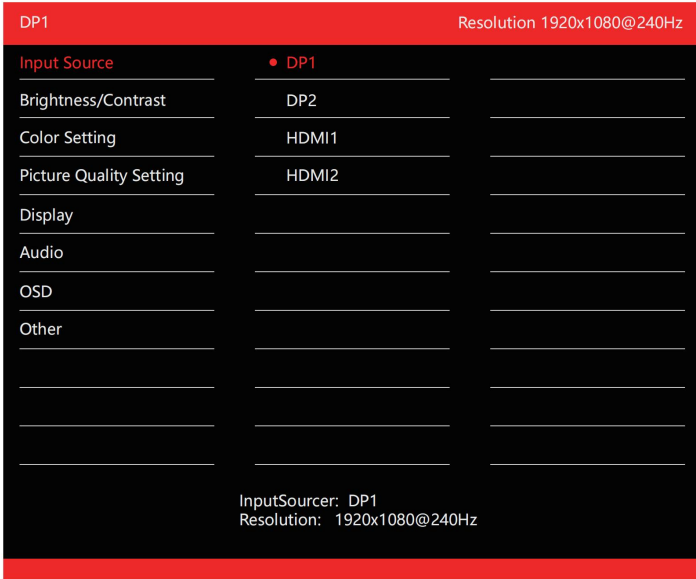 DP1 Resolution 1920x1080@240Hz
Input Source DP1
Brightness/Contrast DP2
Color Setting HDMI1
Picture Quality Setting HDMI2
Display
Audio
OSD
Other
InputSourcer: DP1
Resolution: 1920x1080@240Hz